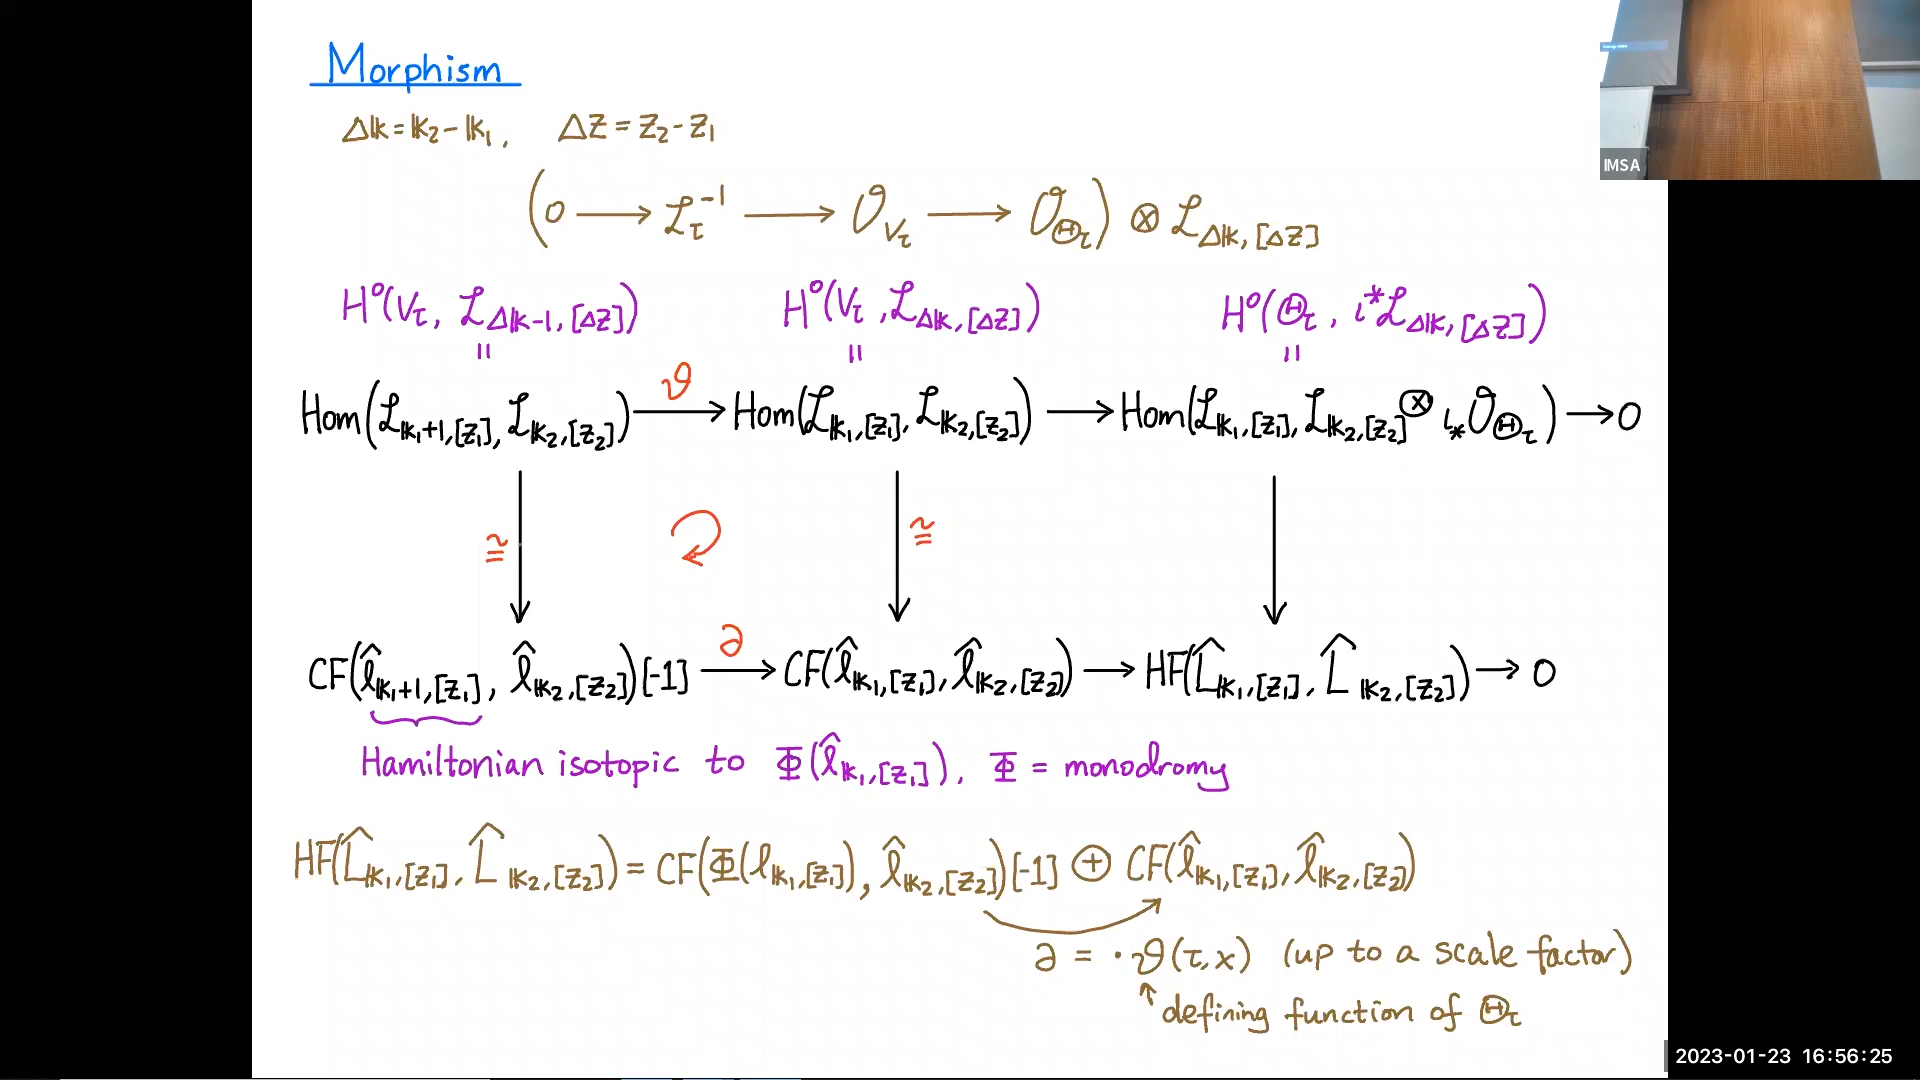 Morphism
Δ𝕜 = 𝕜₂ - 𝕜₁, Δz = z₂ - z₁
(0 ⟶ ℒ_τ⁻¹ ⟶ 𝒪_{V_τ} ⟶ 𝒪_{Θ_τ}) ⊗ ℒ_{Δ𝕜,[Δz]}
H⁰(V_τ, ℒ_{Δ𝕜-1,[Δz]}) H⁰(V_τ, ℒ_{Δ𝕜,[Δz]}) H⁰(Θ_τ, ι*ℒ_{Δ𝕜,[Δz]})
|| || ||
Hom(ℒ_{𝕜₁+1,[z₁]}, ℒ_{𝕜₂,[z₂]}) ⟶^ϑ Hom(ℒ_{𝕜₁,[z₁]}, ℒ_{𝕜₂,[z₂]}) ⟶ Hom(ℒ_{𝕜₁,[z₁]}, ℒ_{𝕜₂,[z₂]} ⊗ ι_*𝒪_{Θ_τ}) → 0
≅ ≅
CF(ℓ̂_{𝕜₁+1,[z₁]}, ℓ̂_{𝕜₂,[z₂]})[-1] ⟶^∂ CF(ℓ̂_{𝕜₁,[z₁]}, ℓ̂_{𝕜₂,[z₂]}) ⟶ HF(L̂_{𝕜₁,[z₁]}, L̂_{𝕜₂,[z₂]}) → 0
Hamiltonian isotopic to Φ(ℓ̂_{𝕜₁,[z₁]}), Φ = monodromy
HF(L̂_{𝕜₁,[z₁]}, L̂_{𝕜₂,[z₂]}) = CF(Φ(ℓ_{𝕜₁,[z₁]}), ℓ̂_{𝕜₂,[z₂]})[-1] ⊕ CF(ℓ̂_{𝕜₁,[z₁]}, ℓ̂_{𝕜₂,[z₂]})
∂ = ·ϑ(τ,x) (up to a scale factor)
↑ defining function of Θ_τ
IMSA
2023-01-23 16:56:25